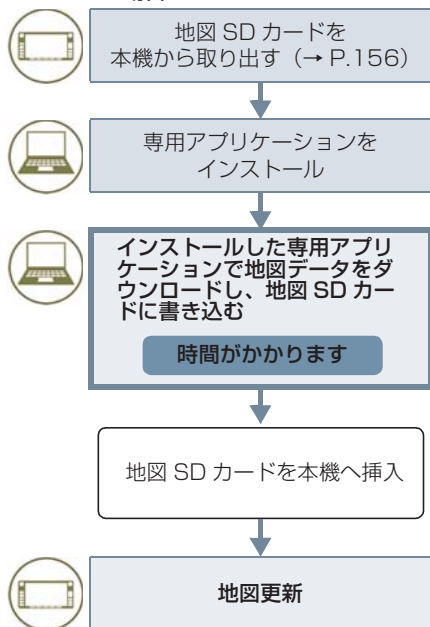 地図 SD カードを
本機から取り出す（→ P.156）
専用アプリケーションを
インストール
インストールした専用アプリ
ケーションで地図データをダ
ウンロードし、地図 SD カー
ドに書き込む
時間がかかります
地図 SD カードを本機へ挿入
地図更新